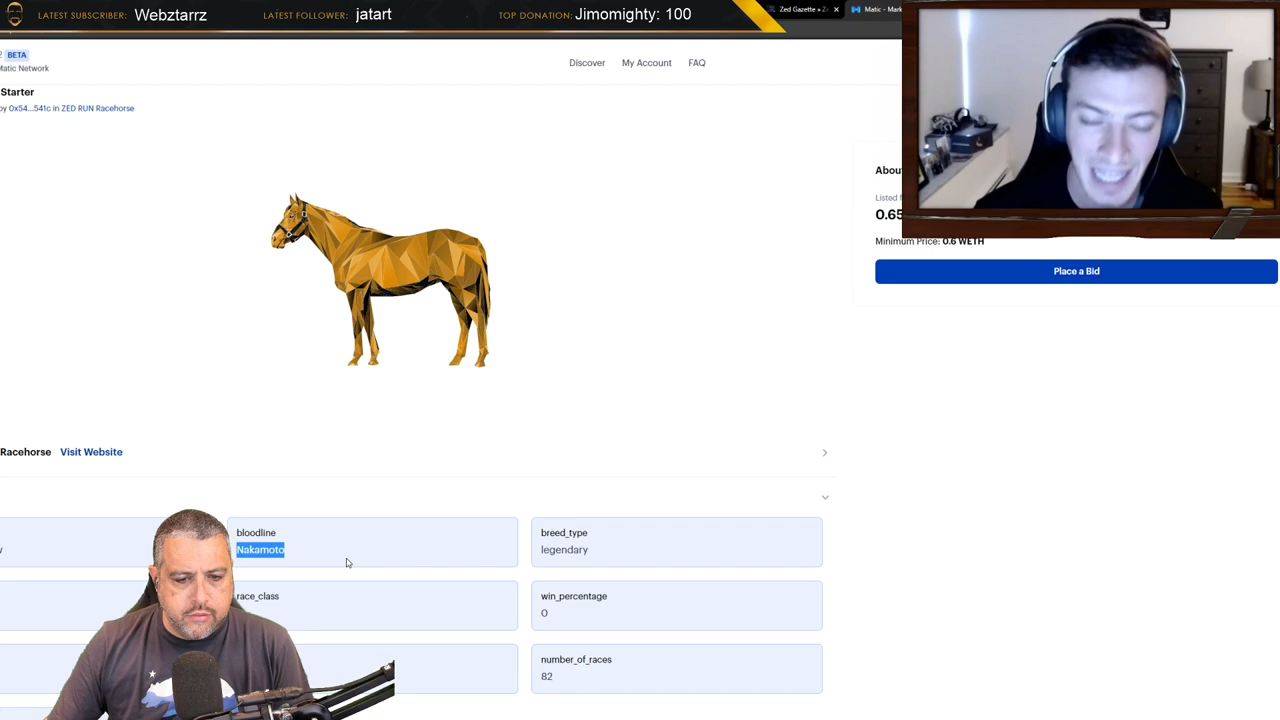 LATEST SUBSCRIBER: Webztarrz
LATEST FOLLOWER: jatart
TOP DONATION: Jimomighty: 100
Zed Gazette »
Matic - Mark
BETA
Matic Network
Discover
My Account
FAQ
Starter
by 0x54...541c in ZED RUN Racehorse
Listed
0.65
Minimum Price: 0.6 WETH
Place a Bid
Racehorse
Visit Website
bloodline
Nakamoto
breed_type
legendary
race_class
win_percentage
0
number_of_races
82